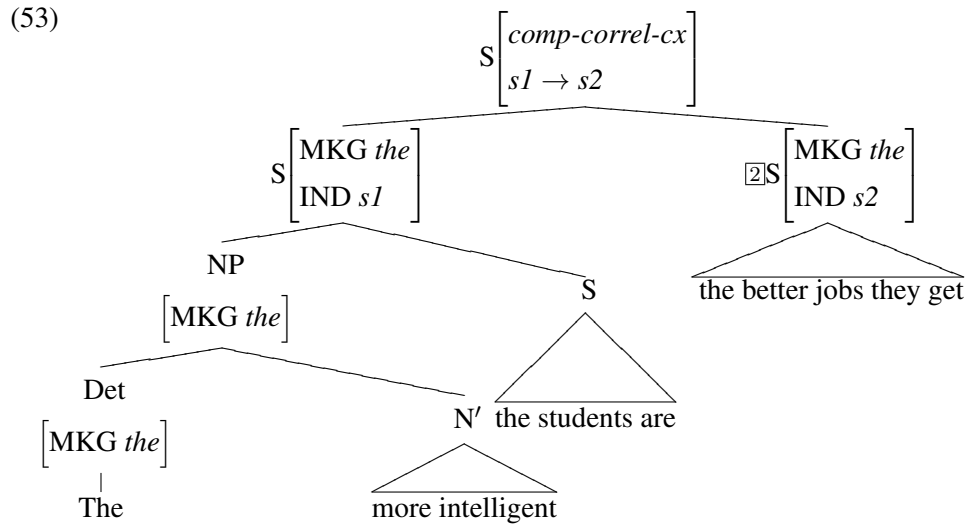 (53)
S[comp-correl-cx
s1 → s2]
S[MKG the
IND s1]
[2]S[MKG the
IND s2]
NP
[MKG the]
S
the better jobs they get
Det
[MKG the]
N′
the students are
The
more intelligent